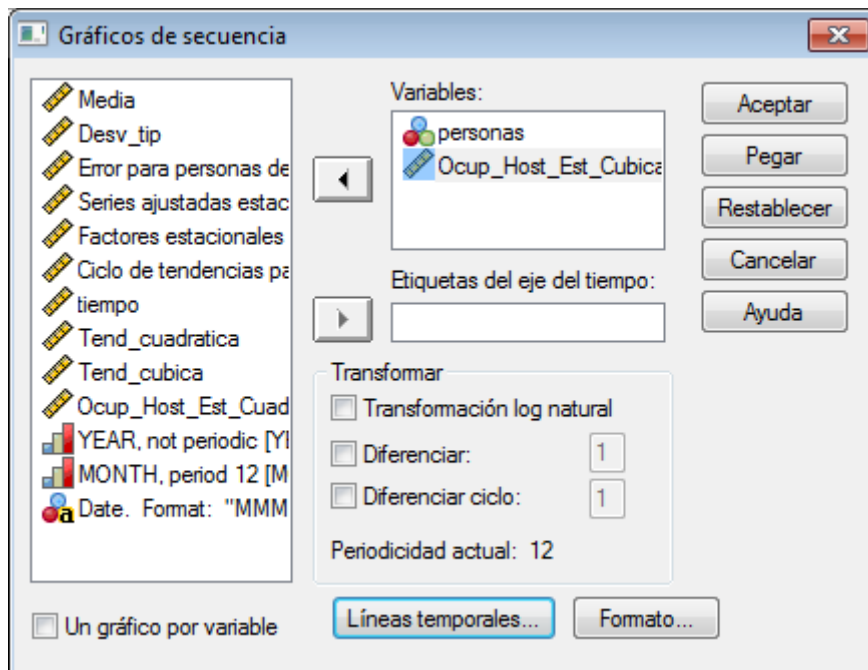 Gráficos de secuencia
Media
Desv_tip
Error para personas de
Series ajustadas estac
Factores estacionales
Ciclo de tendencias pa
tiempo
Tend_cuadratica
Tend_cubica
Ocup_Host_Est_Cuad
YEAR, not periodic [YE
MONTH, period 12 [M
Date. Format: "MMM
Un gráfico por variable
Variables:
personas
Ocup_Host_Est_Cubica
Etiquetas del eje del tiempo:
Transformar
Transformación log natural
Diferenciar: 1
Diferenciar ciclo: 1
Periodicidad actual: 12
Líneas temporales...
Formato...
Aceptar
Pegar
Restablecer
Cancelar
Ayuda